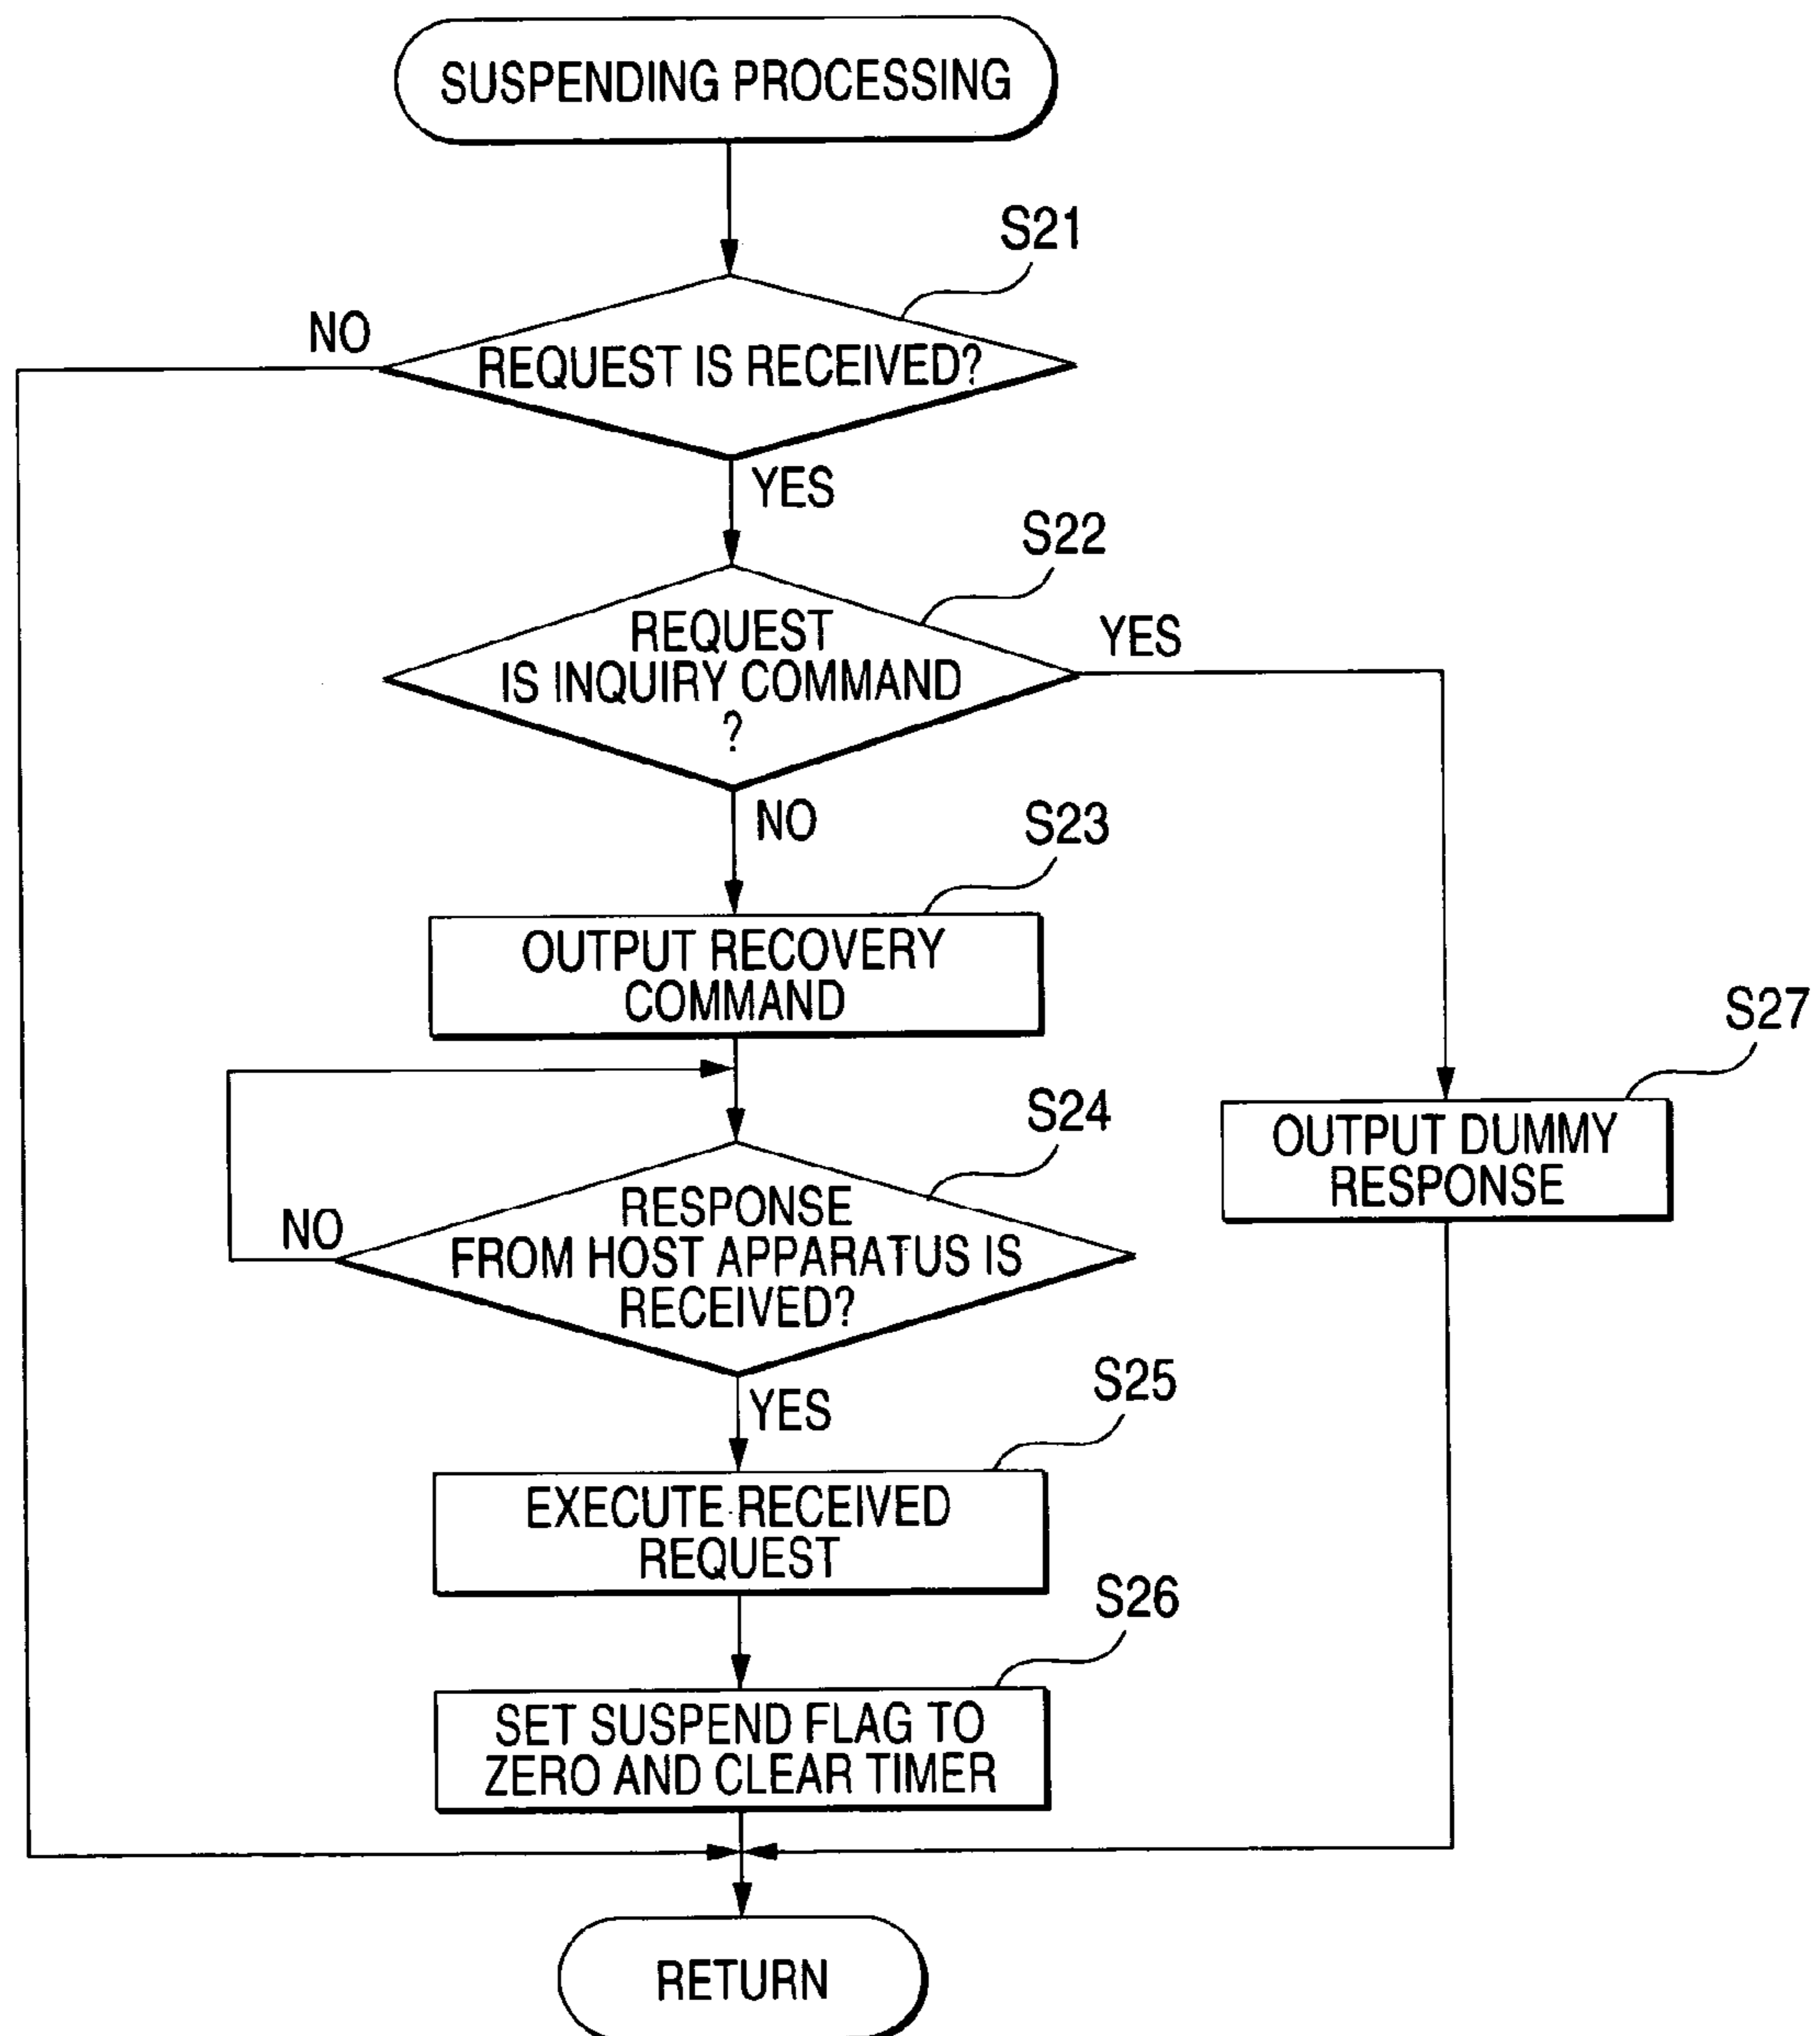 SUSPENDING PROCESSING
S21
NO
REQUEST IS RECEIVED?
YES
S22
REQUEST
IS INQUIRY COMMAND
?
YES
NO
S23
OUTPUT RECOVERY
COMMAND
S27
OUTPUT DUMMY
RESPONSE
S24
NO
RESPONSE
FROM HOST APPARATUS IS
RECEIVED?
YES
S25
EXECUTE RECEIVED
REQUEST
S26
SET SUSPEND FLAG TO
ZERO AND CLEAR TIMER
RETURN